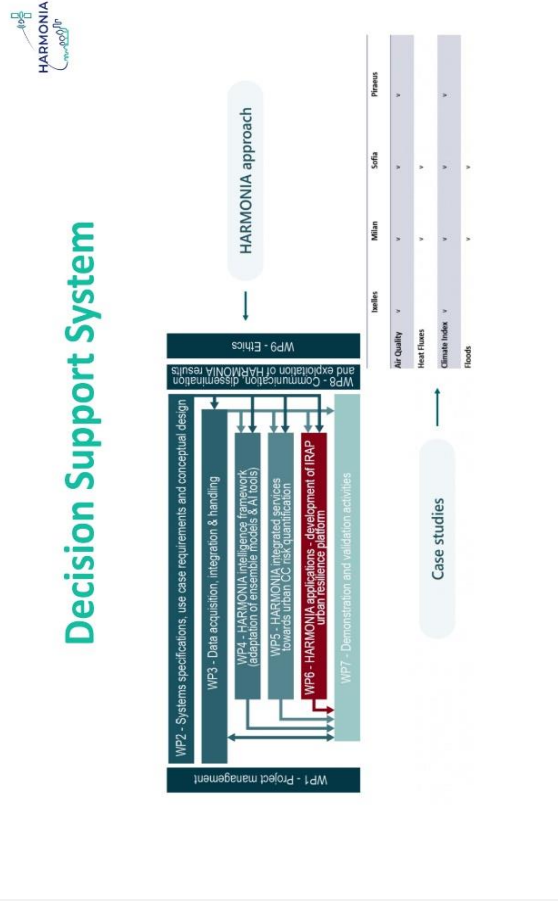 HARMONIA
Decision Support System
WP1 - Project management
WP2 - Systems specifications, use case requirements and conceptual design
WP3 - Data acquisition, integration & handling
WP4 - HARMONIA intelligence framework
(adaptation of ensemble models & AI tools)
WP5 - HARMONIA integrated services
towards urban CC risk quantification
WP6 - HARMONIA applications - development of IRAP
urban resilience platform
WP7 - Demonstration and validation activities
WP8 - Communication, dissemination
and exploitation of HARMONIA results
WP9 - Ethics
HARMONIA approach
Case studies
Ixelles Milan Sofia Piraeus
Air Quality v v v v
Heat Fluxes v v
Climate Index v v v v
Floods v v